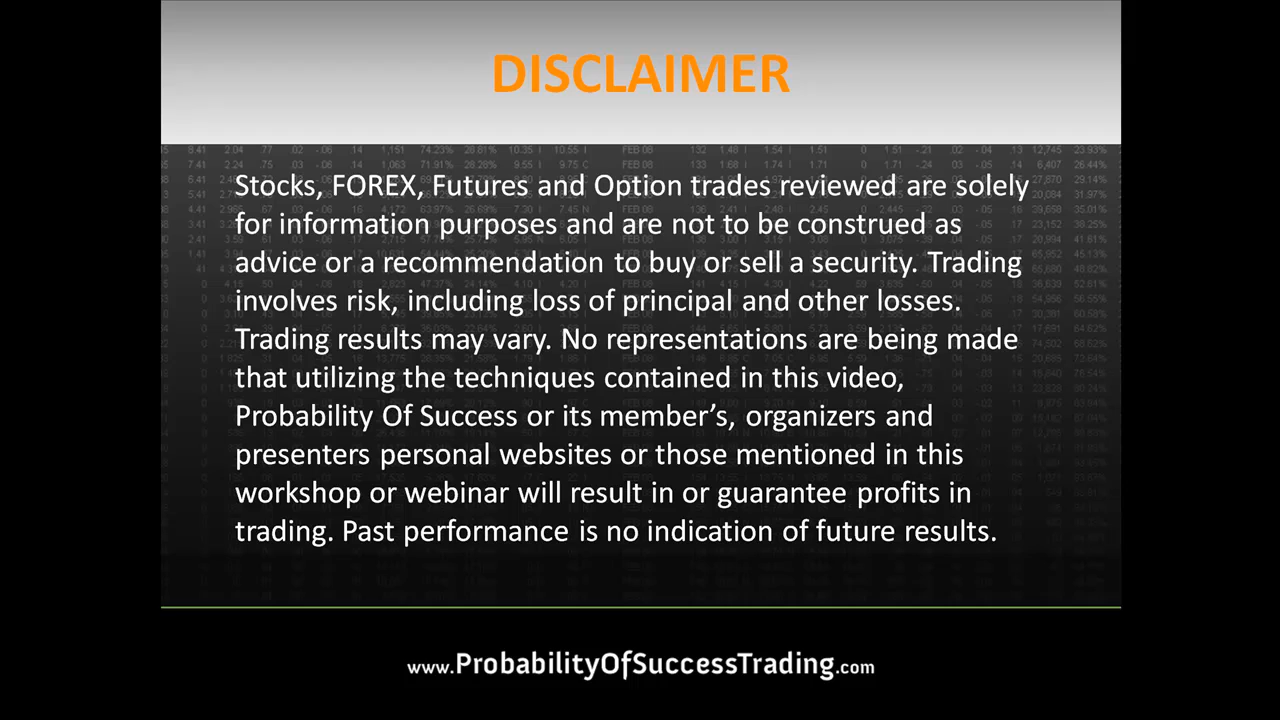 DISCLAIMER
Stocks, FOREX, Futures and Option trades reviewed are solely
for information purposes and are not to be construed as
advice or a recommendation to buy or sell a security. Trading
involves risk, including loss of principal and other losses.
Trading results may vary. No representations are being made
that utilizing the techniques contained in this video,
Probability Of Success or its member’s, organizers and
presenters personal websites or those mentioned in this
workshop or webinar will result in or guarantee profits in
trading. Past performance is no indication of future results.
www.ProbabilityOfSuccessTrading.com